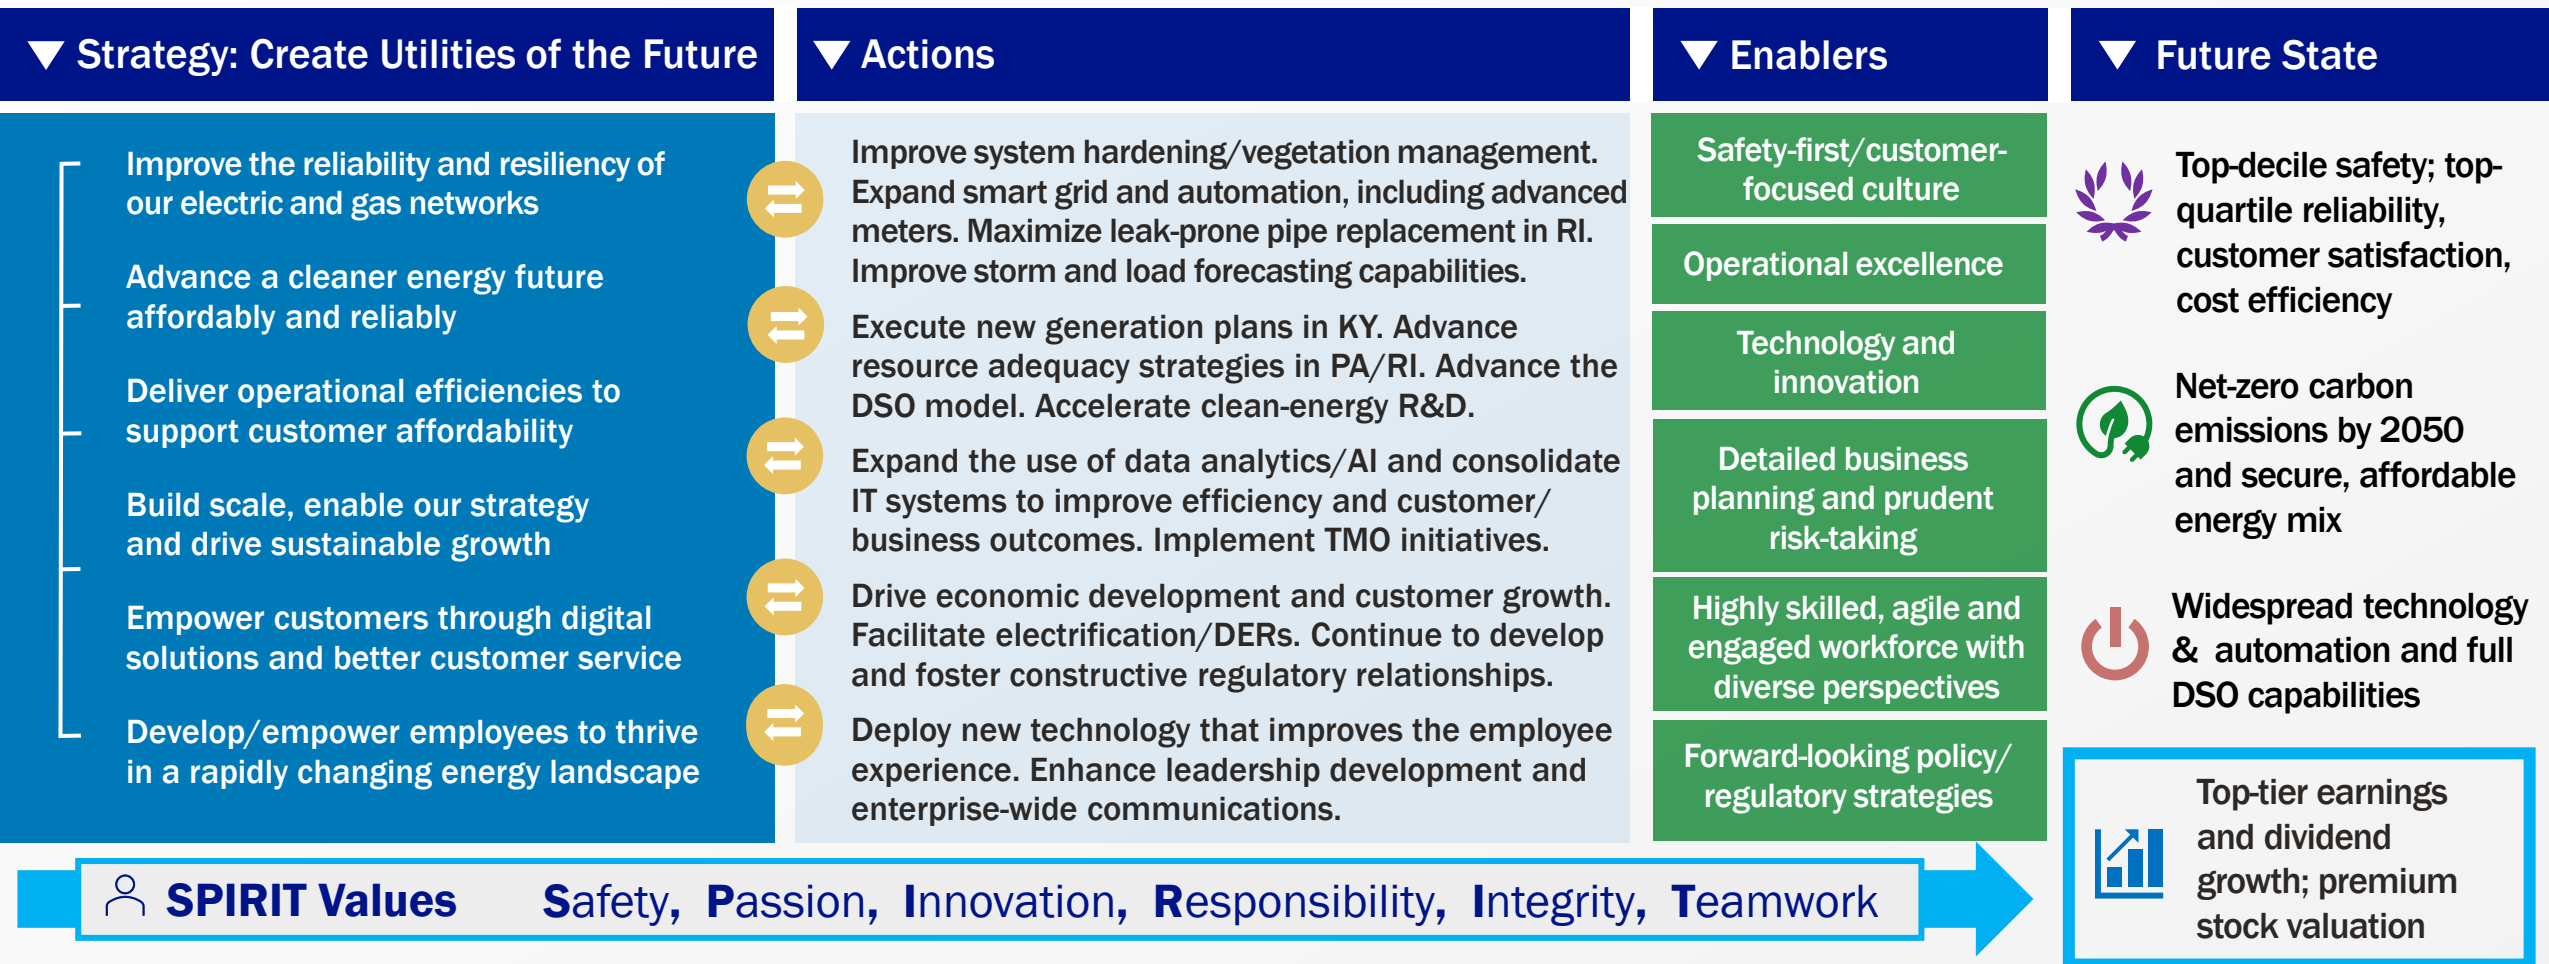 Strategy: Create Utilities of the Future
Improve the reliability and resiliency of
our electric and gas networks
Advance a cleaner energy future
affordably and reliably
Deliver operational efficiencies to
support customer affordability
Build scale, enable our strategy
and drive sustainable growth
Empower customers through digital
solutions and better customer service
Develop/empower employees to thrive
in a rapidly changing energy landscape
Actions
Improve system hardening/vegetation management.
Expand smart grid and automation, including advanced
meters. Maximize leak-prone pipe replacement in RI.
Improve storm and load forecasting capabilities.
Execute new generation plans in KY. Advance
resource adequacy strategies in PA/RI. Advance the
DSO model. Accelerate clean-energy R&D.
Expand the use of data analytics/AI and consolidate
IT systems to improve efficiency and customer/
business outcomes. Implement TMO initiatives.
Drive economic development and customer growth.
Facilitate electrification/DERs. Continue to develop
and foster constructive regulatory relationships.
Deploy new technology that improves the employee
experience. Enhance leadership development and
enterprise-wide communications.
Enablers
Safety-first/customer-
focused culture
Operational excellence
Technology and
innovation
Detailed business
planning and prudent
risk-taking
Highly skilled, agile and
engaged workforce with
diverse perspectives
Forward-looking policy/
regulatory strategies
Future State
Top-decile safety; top-
quartile reliability,
customer satisfaction,
cost efficiency
Net-zero carbon
emissions by 2050
and secure, affordable
energy mix
Widespread technology
& automation and full
DSO capabilities
Top-tier earnings
and dividend
growth; premium
stock valuation
SPIRIT Values Safety, Passion, Innovation, Responsibility, Integrity, Teamwork